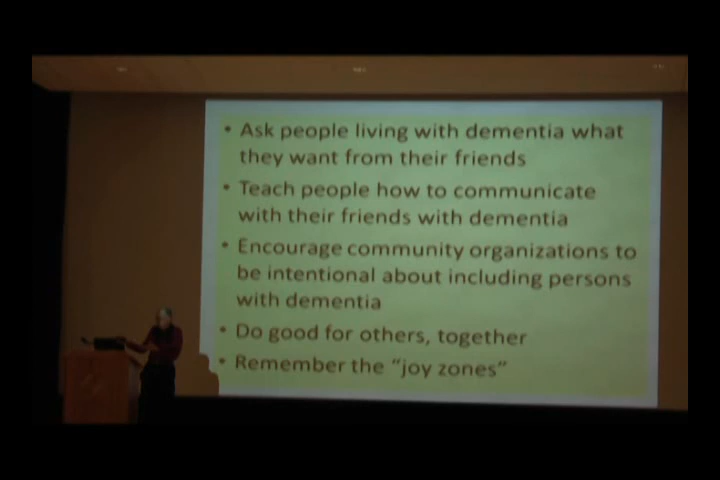 • Ask people living with dementia what
they want from their friends
• Teach people how to communicate
with their friends with dementia
• Encourage community organizations to
be intentional about including persons
with dementia
• Do good for others, together
• Remember the “joy zones”